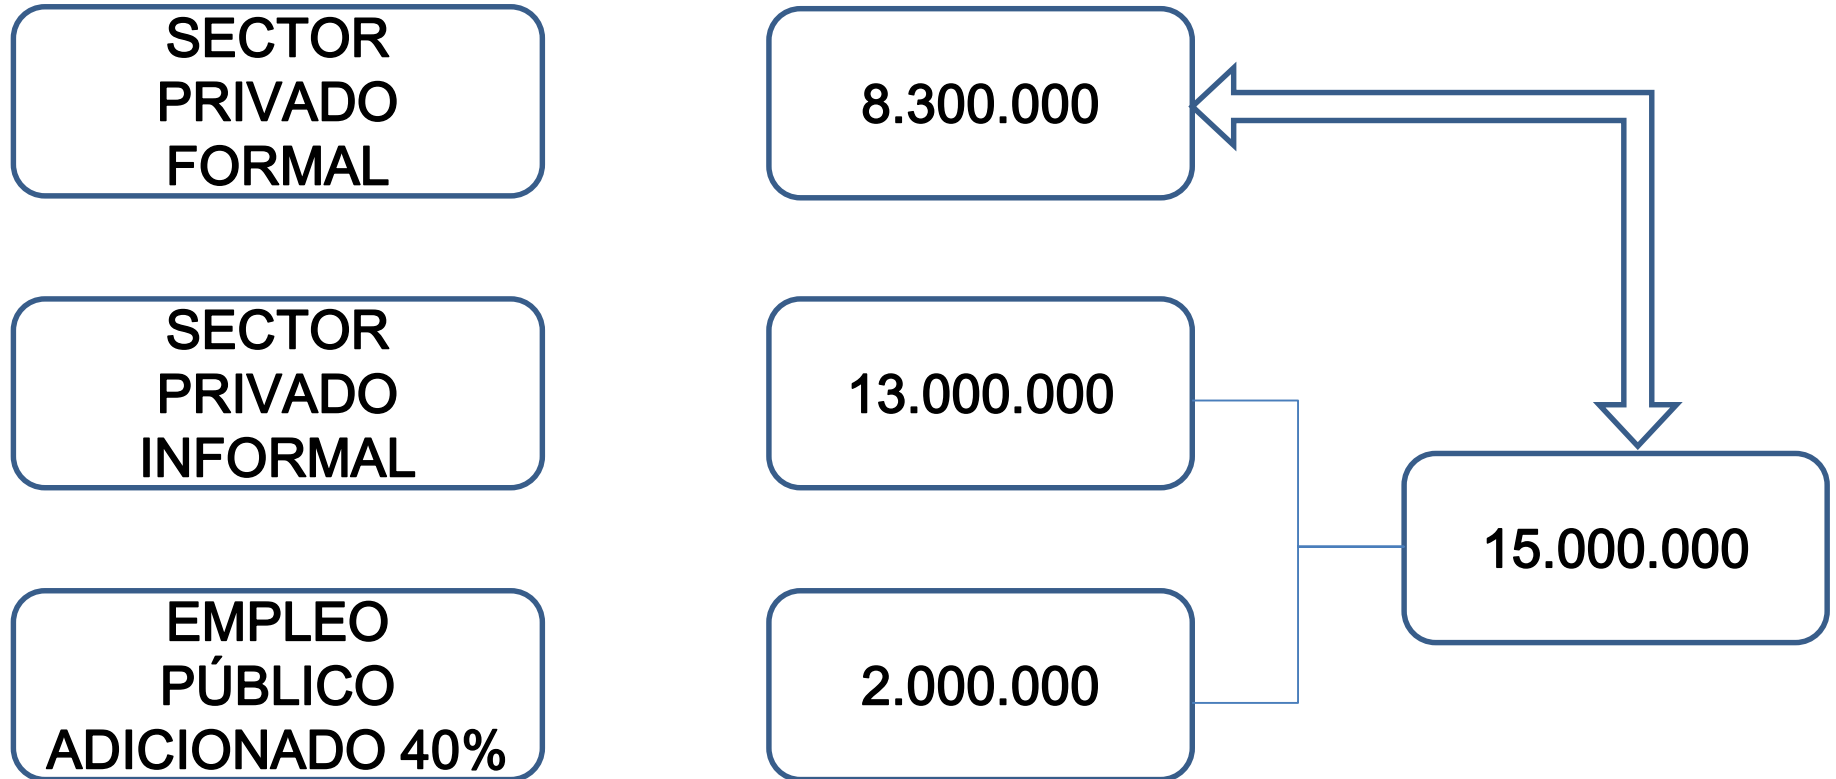 SECTOR
PRIVADO
FORMAL
8.300.000
SECTOR
PRIVADO
INFORMAL
13.000.000
15.000.000
EMPLEO
PÚBLICO
ADICIONADO 40%
2.000.000